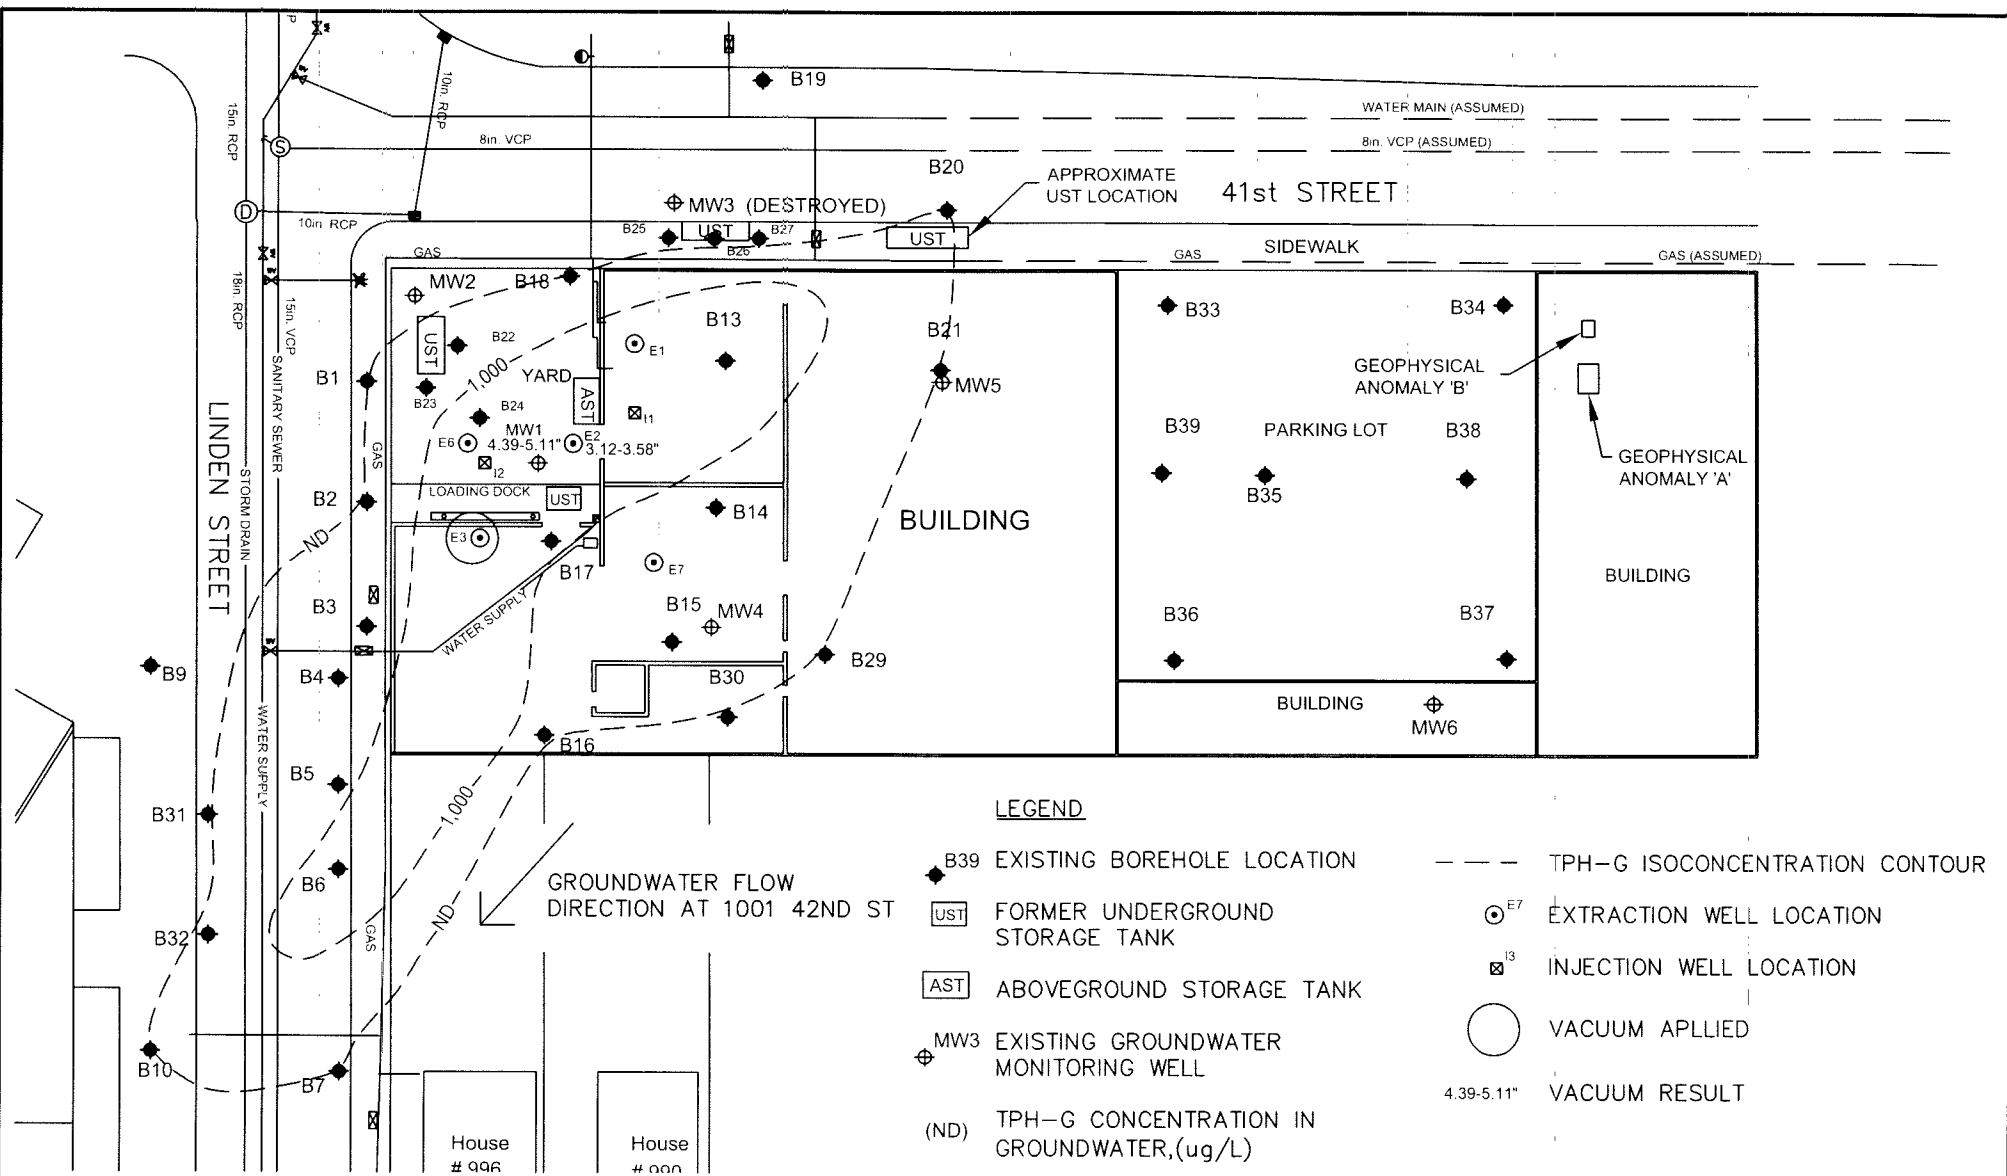 B19
WATER MAIN (ASSUMED)
15in. RCP
10in. RCP
8in. VCP
8in. VCP (ASSUMED)
S
B20
APPROXIMATE
UST LOCATION
41st STREET
D
MW3 (DESTROYED)
10in. RCP
B25
UST
B27
B26
UST
SIDEWALK
GAS
GAS
GAS (ASSUMED)
18in. RCP
15in. VCP
MW2
B18
B13
B33
B34
B21
UST
B22
E1
1,000
YARD
GEOPHYSICAL
ANOMALY 'B'
B1
B23
AST
MW5
B24
I1
MW1
E6
4.39-5.11"
E2
3.12-3.58"
B39
PARKING LOT
B38
GEOPHYSICAL
ANOMALY 'A'
LINDEN STREET
STORM DRAIN
SANITARY SEWER
GAS
I2
B35
B2
LOADING DOCK
UST
B14
BUILDING
ND
E3
B17
E7
BUILDING
B3
WATER SUPPLY
B15
MW4
B36
B37
B9
B4
B29
B30
BUILDING
MW6
WATER SUPPLY
B16
B5
1,000
B31
LEGEND
B6
GROUNDWATER FLOW
DIRECTION AT 1001 42ND ST
B39 EXISTING BOREHOLE LOCATION
TPH-G ISOCONCENTRATION CONTOUR
ND
B32
GAS
UST FORMER UNDERGROUND
STORAGE TANK
E7 EXTRACTION WELL LOCATION
I3 INJECTION WELL LOCATION
AST ABOVEGROUND STORAGE TANK
VACUUM APLLIED
MW3 EXISTING GROUNDWATER
MONITORING WELL
B10
B7
4.39-5.11" VACUUM RESULT
(ND) TPH-G CONCENTRATION IN
GROUNDWATER,(ug/L)
House
# 996
House
# 990